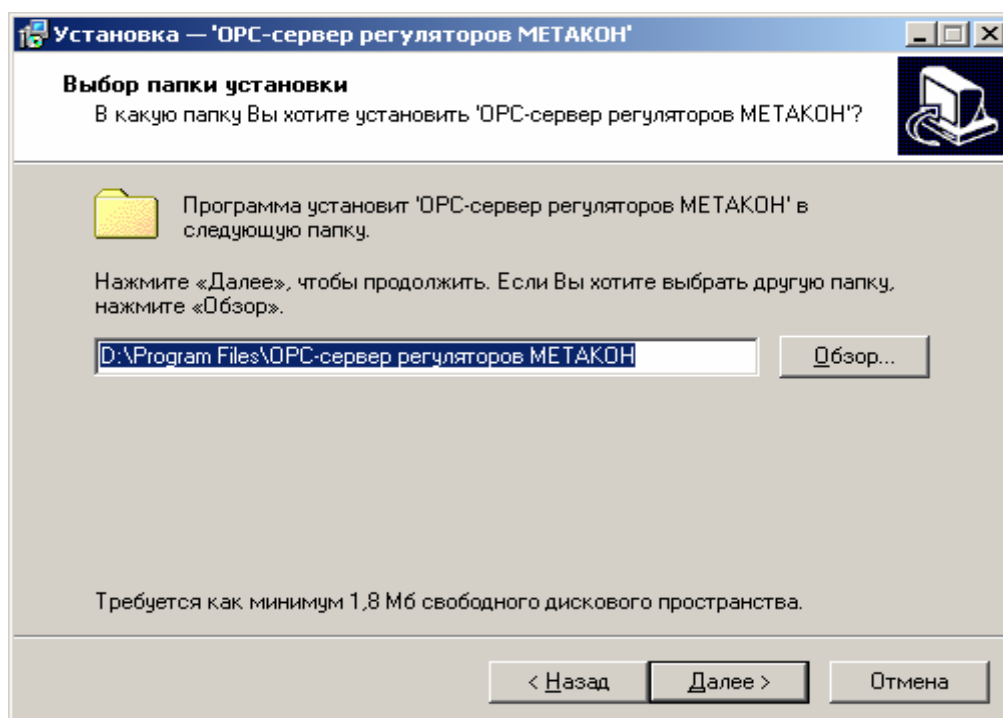 Установка — 'OPC-сервер регуляторов МЕТАКОН'
Выбор папки установки
В какую папку Вы хотите установить 'OPC-сервер регуляторов МЕТАКОН'?
Программа установит 'OPC-сервер регуляторов МЕТАКОН' в
следующую папку.
Нажмите «Далее», чтобы продолжить. Если Вы хотите выбрать другую папку,
нажмите «Обзор».
D:\Program Files\OPC-сервер регуляторов МЕТАКОН
Обзор...
Требуется как минимум 1,8 Мб свободного дискового пространства.
< Назад
Далее >
Отмена